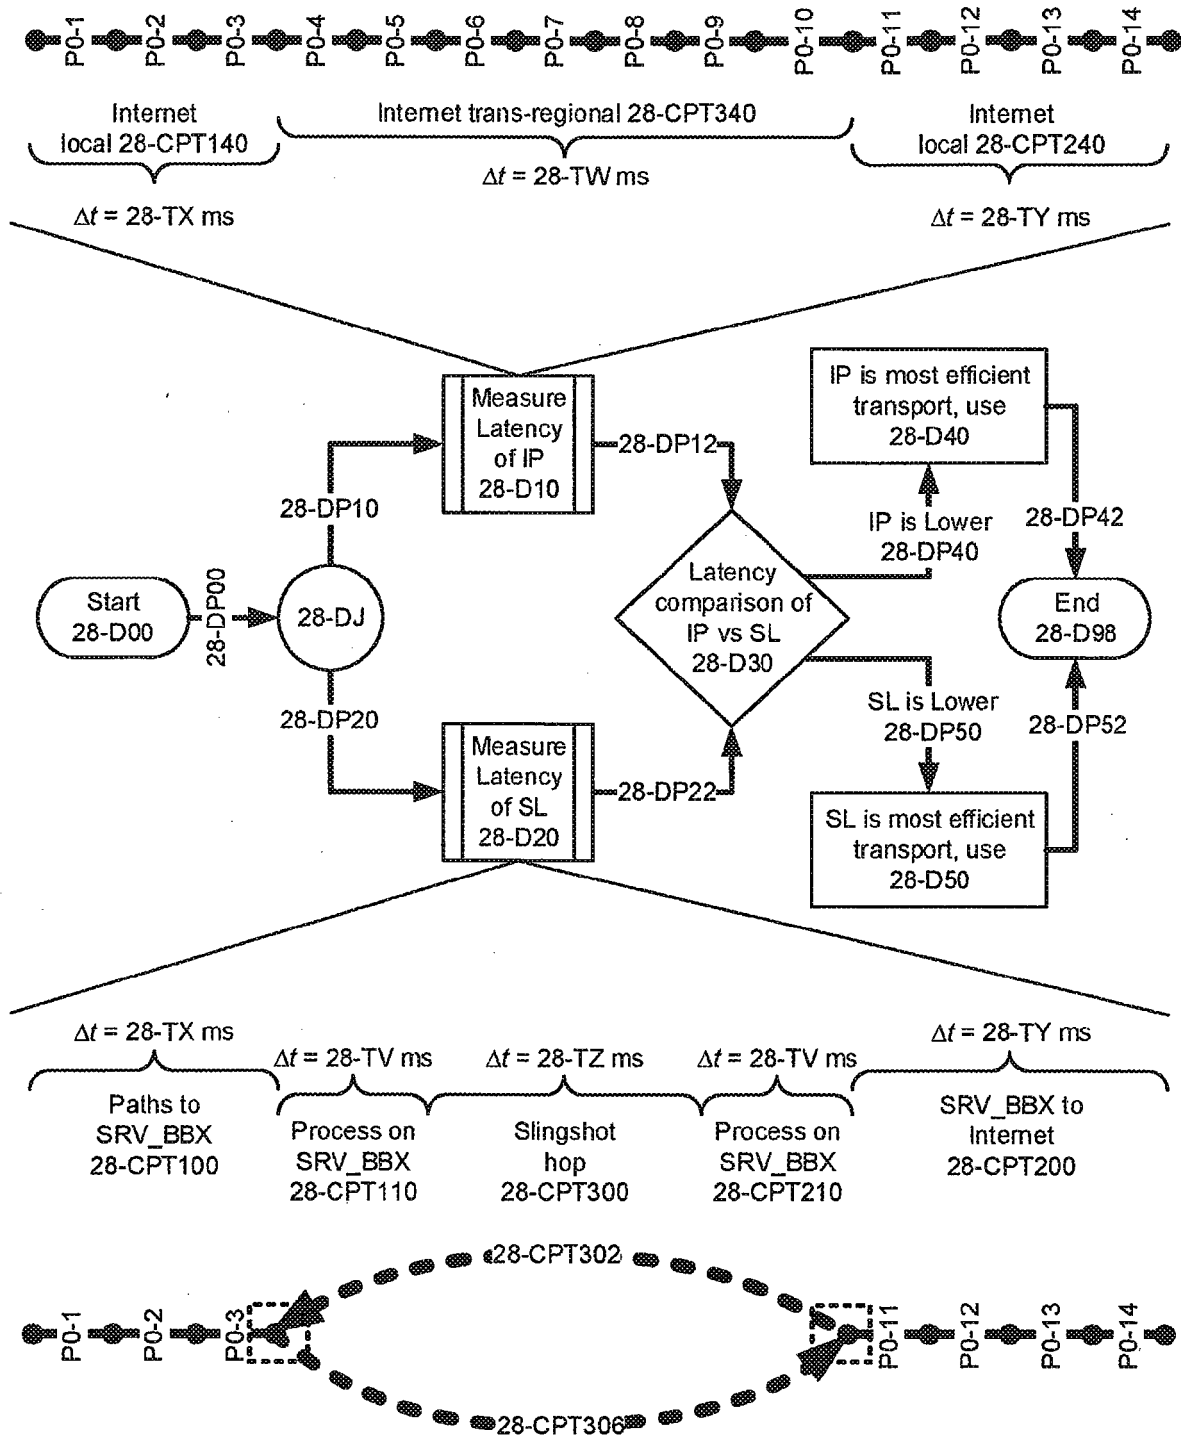 P0-1
P0-2
P0-3
P0-4
P0-5
P0-6
P0-7
P0-8
P0-9
P0-10
P0-11
P0-12
P0-13
P0-14
Internet
local 28-CPT140
Internet trans-regional 28-CPT340
Internet
local 28-CPT240
Δt = 28-TX ms
Δt = 28-TW ms
Δt = 28-TY ms
Measure
Latency
of IP
28-D10
IP is most efficient
transport, use
28-D40
28-DP10
28-DP12
IP is Lower
28-DP40
28-DP42
Start
28-D00
28-DP00
28-DJ
Latency
comparison of
IP vs SL
28-D30
End
28-D98
28-DP20
SL is Lower
28-DP50
28-DP52
Measure
Latency
of SL
28-D20
28-DP22
SL is most efficient
transport, use
28-D50
Δt = 28-TX ms
Δt = 28-TV ms
Δt = 28-TZ ms
Δt = 28-TV ms
Δt = 28-TY ms
Paths to
SRV_BBX
28-CPT100
Process on
SRV_BBX
28-CPT110
Slingshot
hop
28-CPT300
Process on
SRV_BBX
28-CPT210
SRV_BBX to
Internet
28-CPT200
28-CPT302
P0-1
P0-2
P0-3
P0-11
P0-12
P0-13
P0-14
28-CPT306